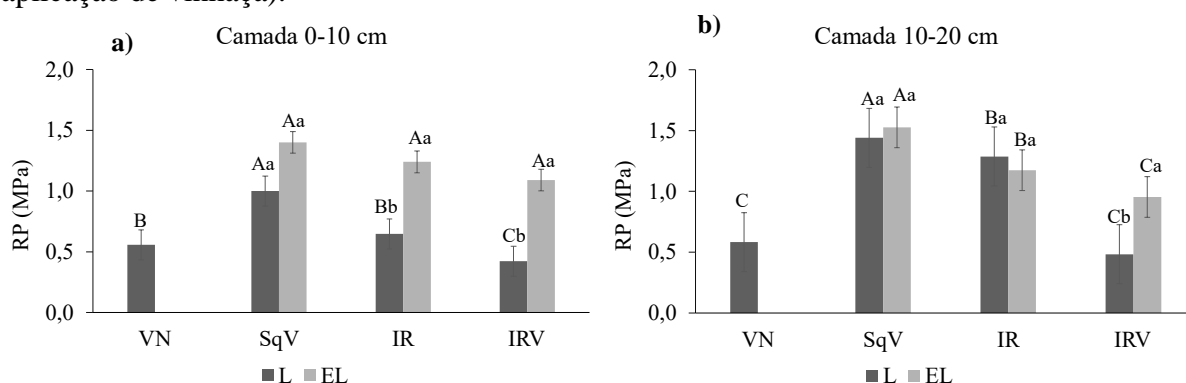 aplicação de vinhaça).
a)
Camada 0-10 cm
RP (MPa)
2,0
1,5
1,0
0,5
0,0
B
Aa
Aa
Bb
Aa
Cb
Aa
VN
SqV
IR
IRV
L
EL
b)
Camada 10-20 cm
RP (MPa)
2,0
1,5
1,0
0,5
0,0
C
Aa
Aa
Ba
Ba
Cb
Ca
VN
SqV
IR
IRV
L
EL